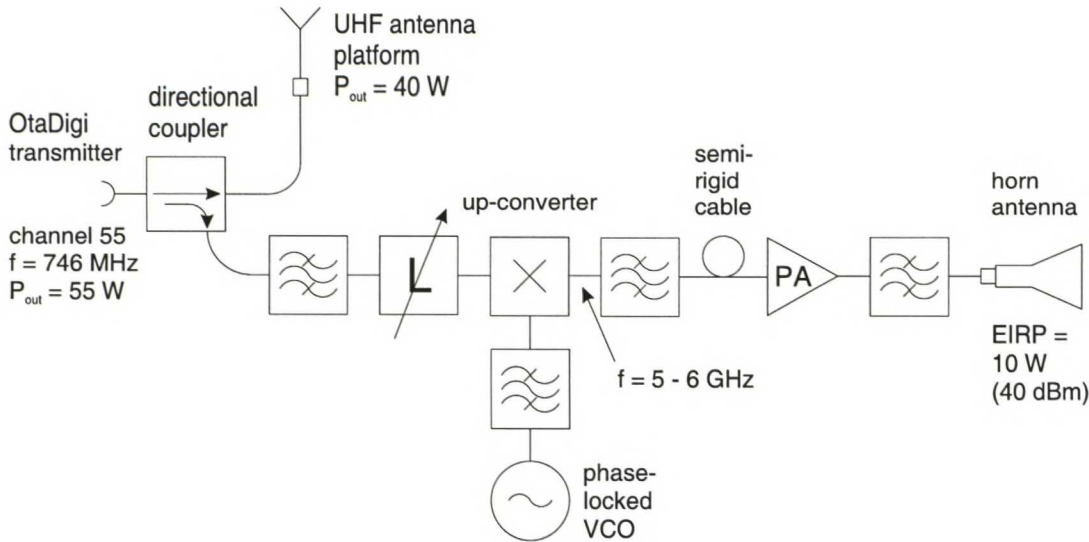 UHF antenna
platform
P_out = 40 W
directional
coupler
OtaDigi
transmitter
channel 55
f = 746 MHz
P_out = 55 W
up-converter
L
PA
semi-
rigid
cable
horn
antenna
f = 5 - 6 GHz
EIRP =
10 W
(40 dBm)
phase-
locked
VCO